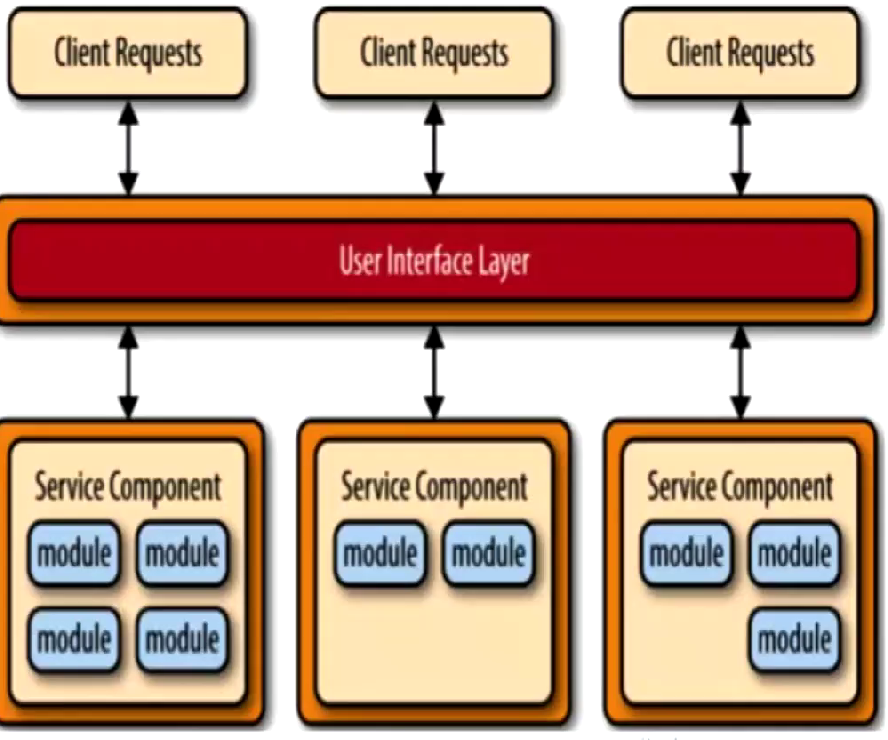 Client Requests
Client Requests
Client Requests
User Interface Layer
Service Component
module
module
module
module
Service Component
module
module
Service Component
module
module
module